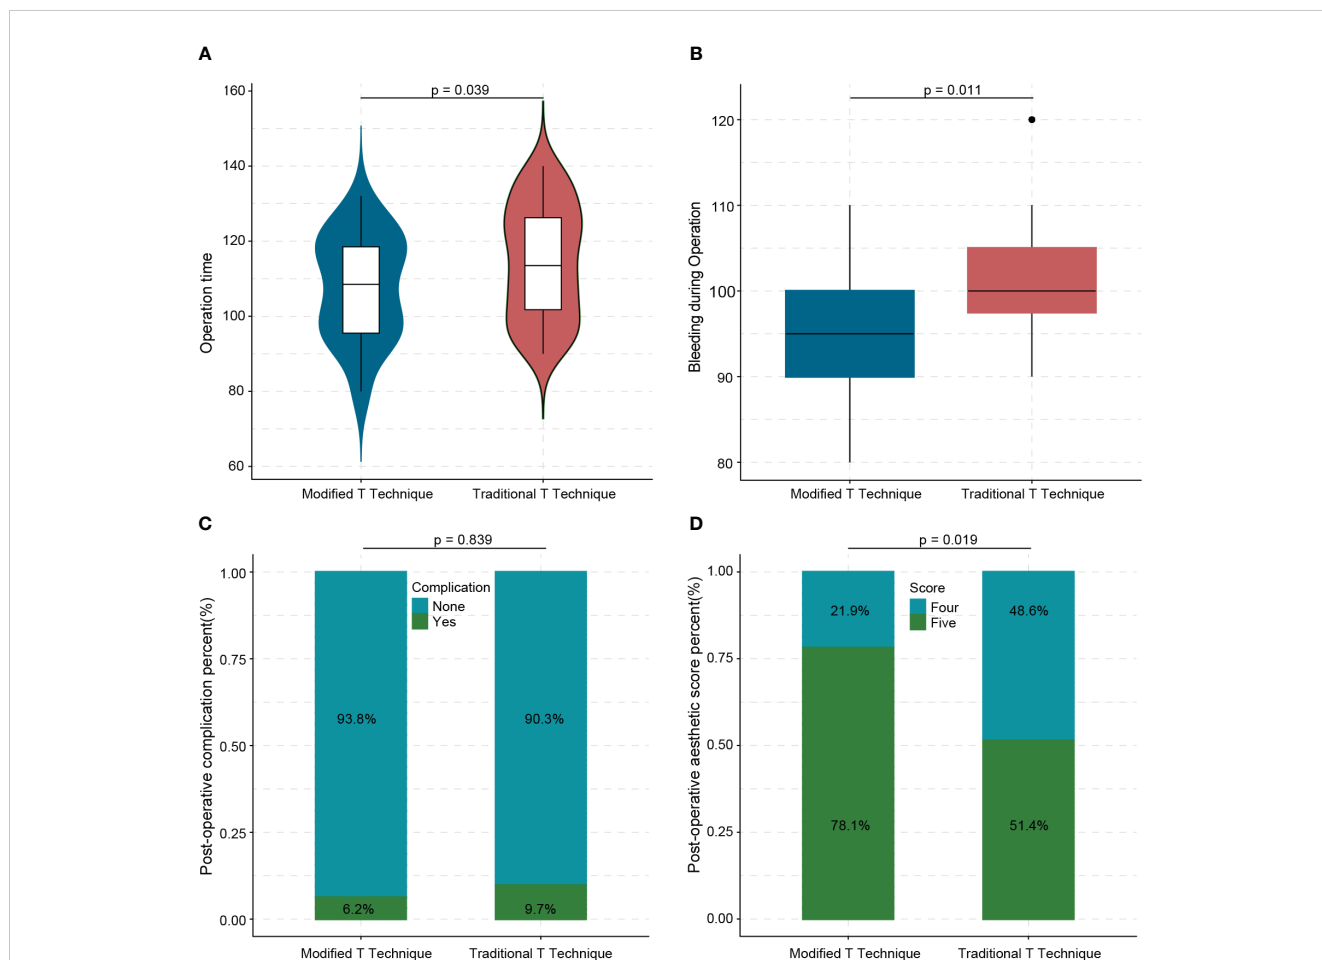 A
p = 0.039
160
140
120
100
80
60
Operation time
Modified T Technique
Traditional T Technique
B
p = 0.011
120
110
100
90
80
Bleeding during Operation
Modified T Technique
Traditional T Technique
C
p = 0.839
1.00
0.75
0.50
0.25
0.00
Post-operative complication percent(%)
Complication
None
Yes
93.8%
90.3%
6.2%
9.7%
Modified T Technique
Traditional T Technique
D
p = 0.019
1.00
0.75
0.50
0.25
0.00
Post-operative aesthetic score percent(%)
Score
Four
Five
21.9%
48.6%
78.1%
51.4%
Modified T Technique
Traditional T Technique